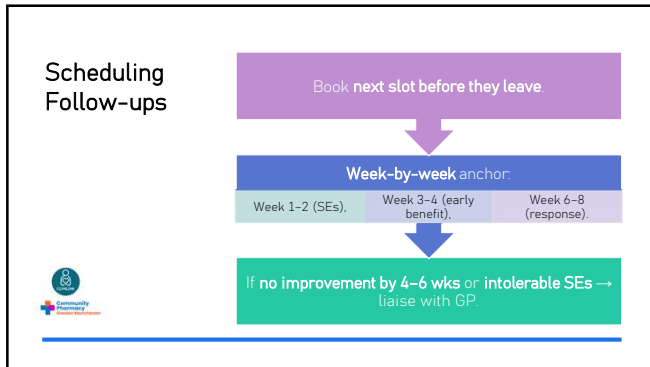 Scheduling
Follow-ups
Book next slot before they leave.
Week-by-week anchor:
Week 1–2 (SEs),
Week 3–4 (early
benefit),
Week 6–8
(response).
If no improvement by 4–6 wks or intolerable SEs →
liaise with GP.
Community
Pharmacy
Greater Manchester